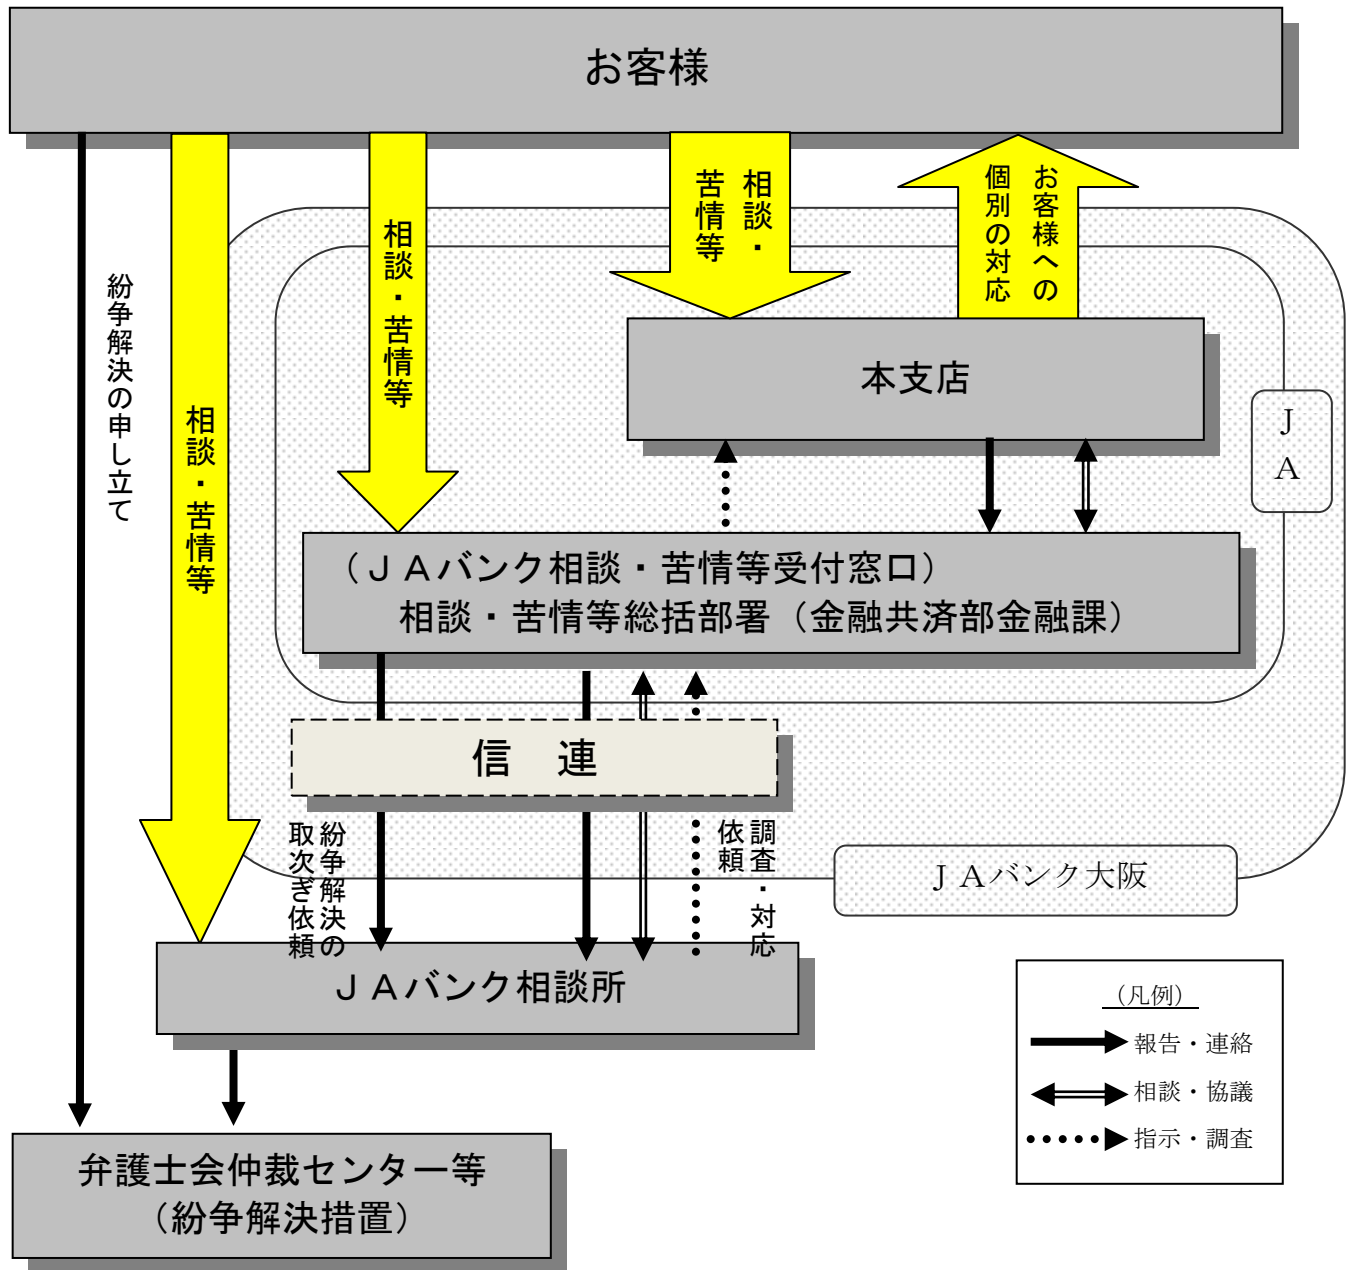 お客様
紛争解決の申し立て
相談・苦情等
相談・苦情等
相談・
苦情等
お客様への
個別の対応
本支店
ＪＡ
（ＪＡバンク相談・苦情等受付窓口）
相談・苦情等総括部署（金融共済部金融課）
信　連
紛争解決の
取次ぎ依頼
調査・対応
依頼
ＪＡバンク大阪
ＪＡバンク相談所
（凡例）
報告・連絡
相談・協議
指示・調査
弁護士会仲裁センター等
（紛争解決措置）